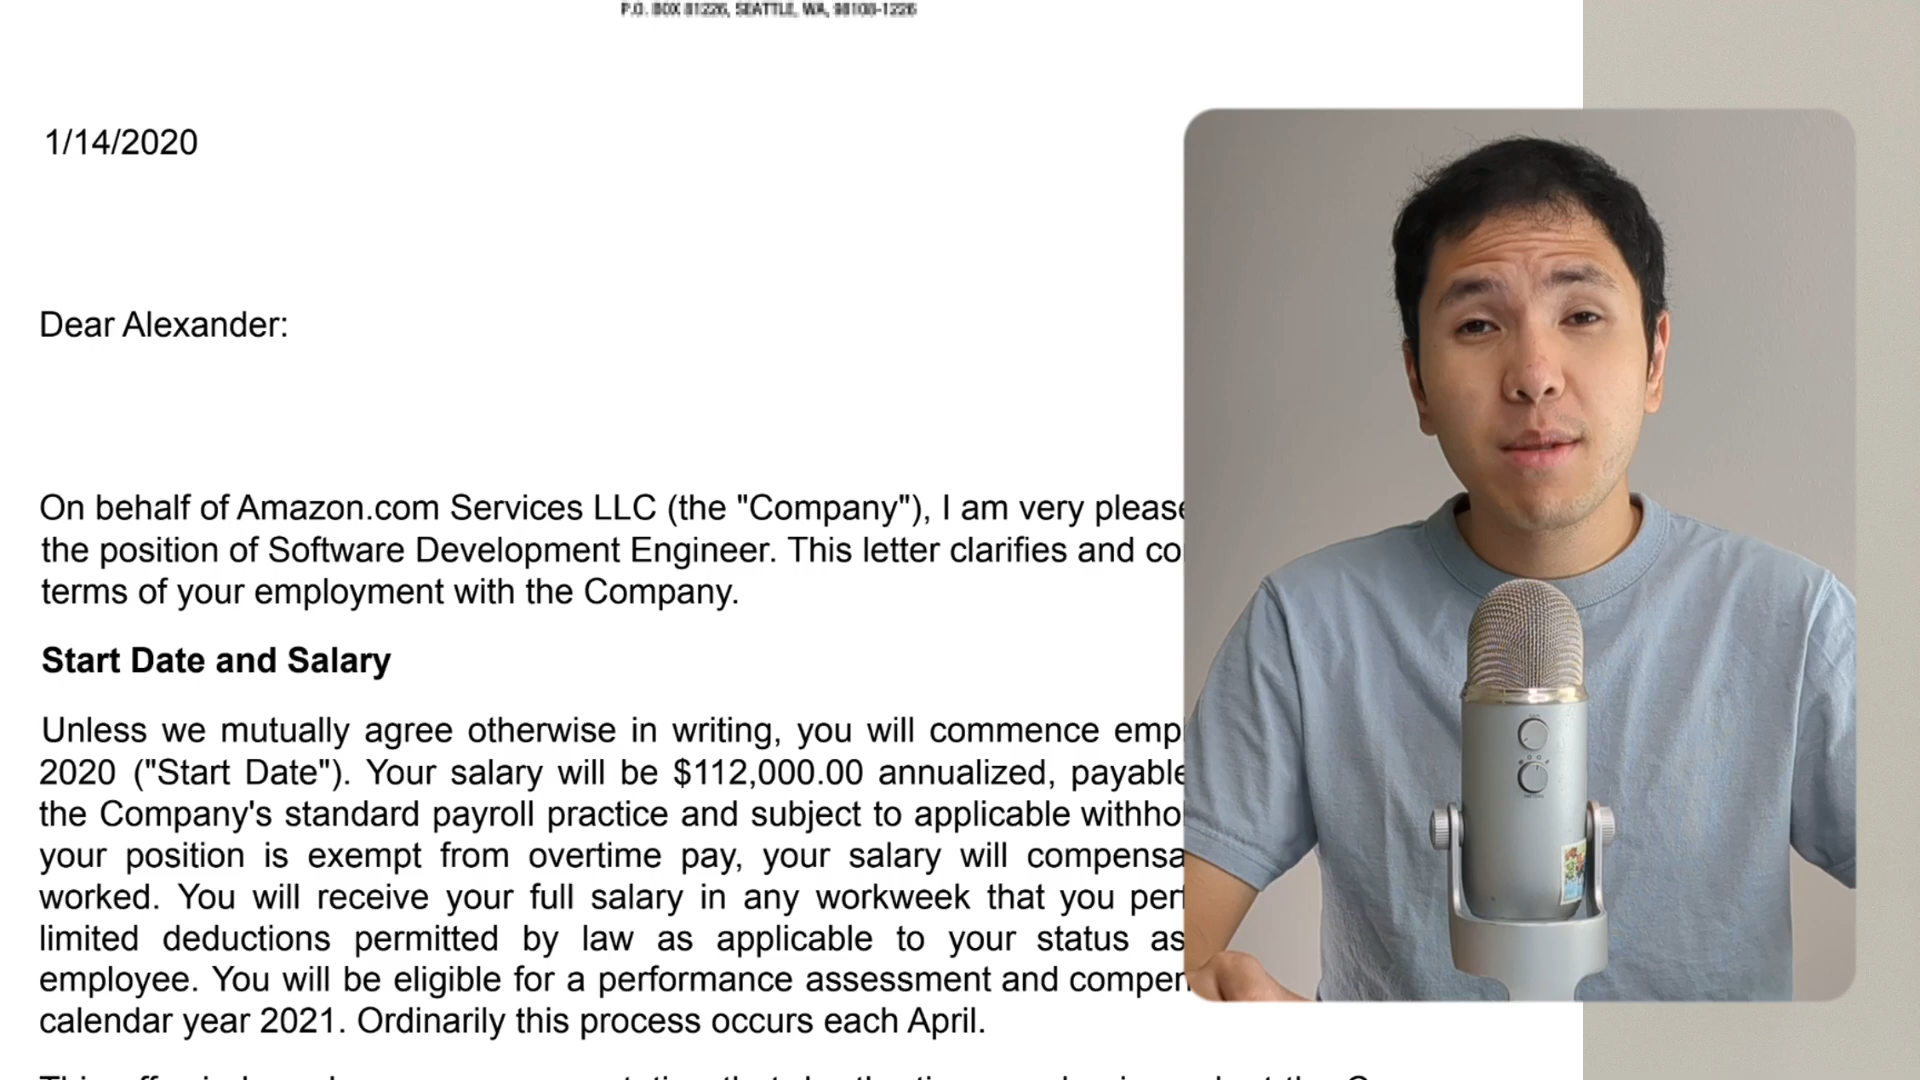 P.O. BOX 81226, SEATTLE, WA, 98108-1226
1/14/2020
Dear Alexander:
On behalf of Amazon.com Services LLC (the "Company"), I am very please
the position of Software Development Engineer. This letter clarifies and co
terms of your employment with the Company.
Start Date and Salary
Unless we mutually agree otherwise in writing, you will commence emp
2020 ("Start Date"). Your salary will be $112,000.00 annualized, payable
the Company's standard payroll practice and subject to applicable withho
your position is exempt from overtime pay, your salary will compensa
worked. You will receive your full salary in any workweek that you perf
limited deductions permitted by law as applicable to your status as
employee. You will be eligible for a performance assessment and compen
calendar year 2021. Ordinarily this process occurs each April.